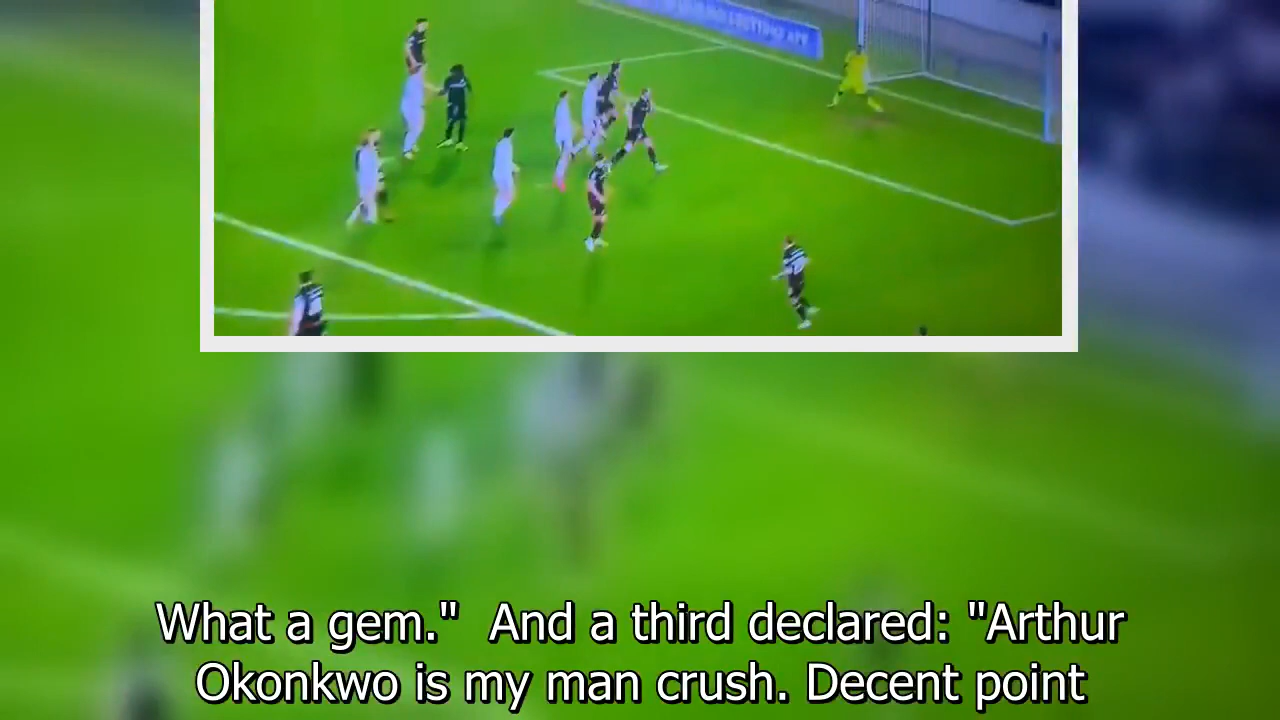 What a gem."  And a third declared: "Arthur
Okonkwo is my man crush. Decent point